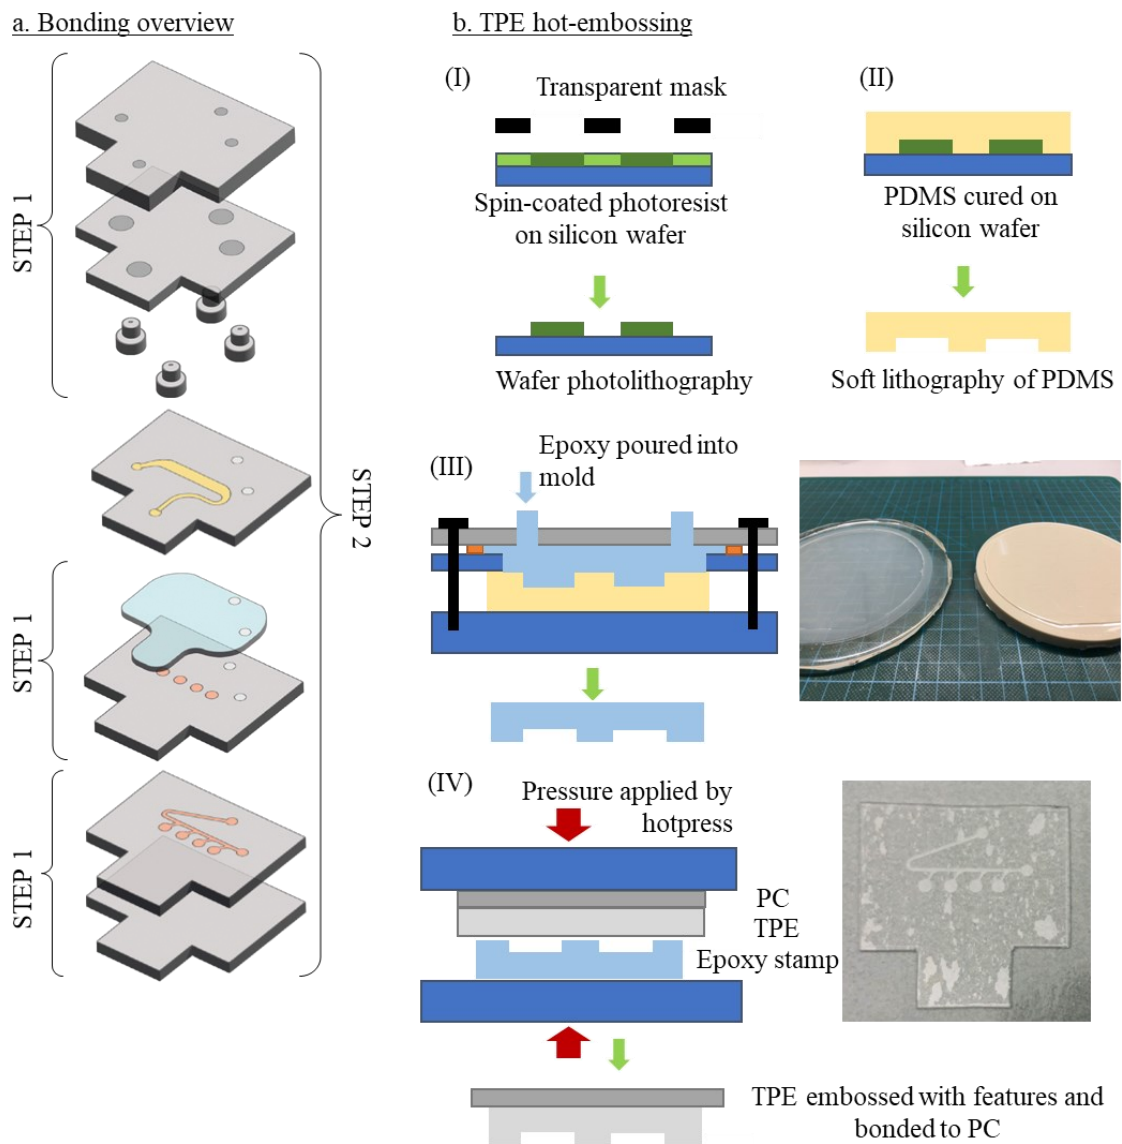 a. Bonding overview
STEP 1
STEP 2
STEP 1
STEP 1
b. TPE hot-embossing
(I)
Transparent mask
Spin-coated photoresist
on silicon wafer
Wafer photolithography
(II)
PDMS cured on
silicon wafer
Soft lithography of PDMS
(III)
Epoxy poured into
mold
(IV)
Pressure applied by
hotpress
PC
TPE
Epoxy stamp
TPE embossed with features and
bonded to PC